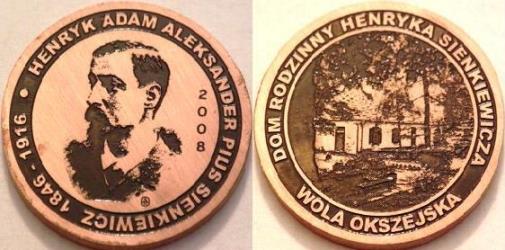 HENRYK ADAM ALEKSANDER PIUS SIENKIEWICZ 1846 - 1916
2008
DOM RODZINNY HENRYKA SIENKIEWICZA
WOLA OKSZEJSKA